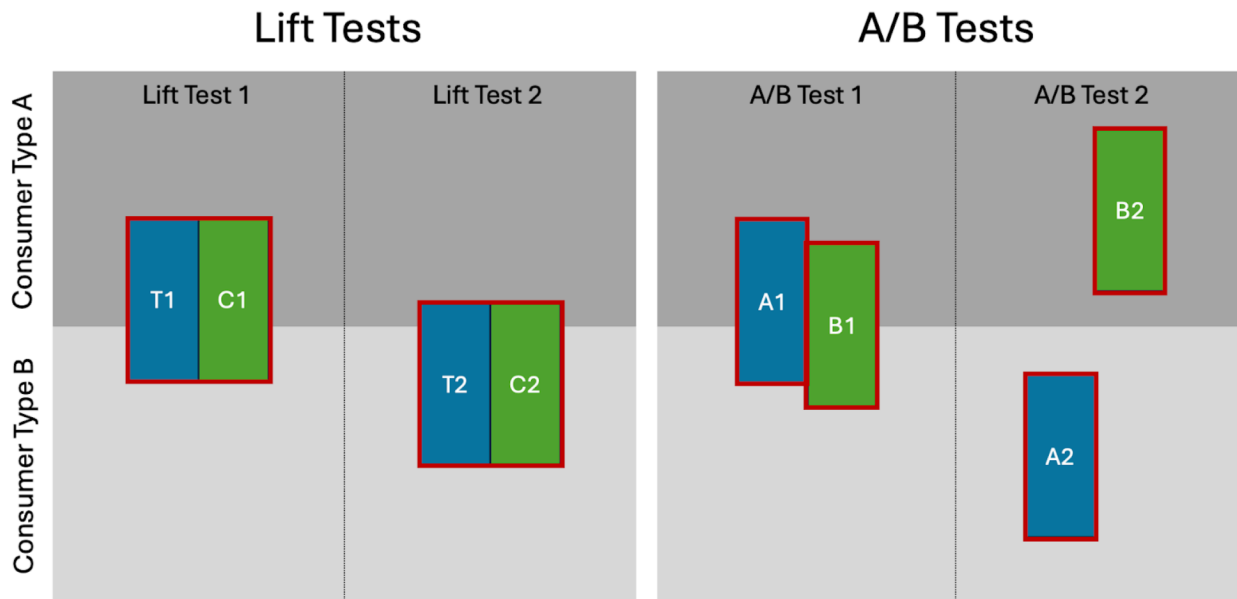 Lift Tests
A/B Tests
Consumer Type A
Consumer Type B
Lift Test 1
Lift Test 2
A/B Test 1
A/B Test 2
T1
C1
T2
C2
A1
B1
B2
A2